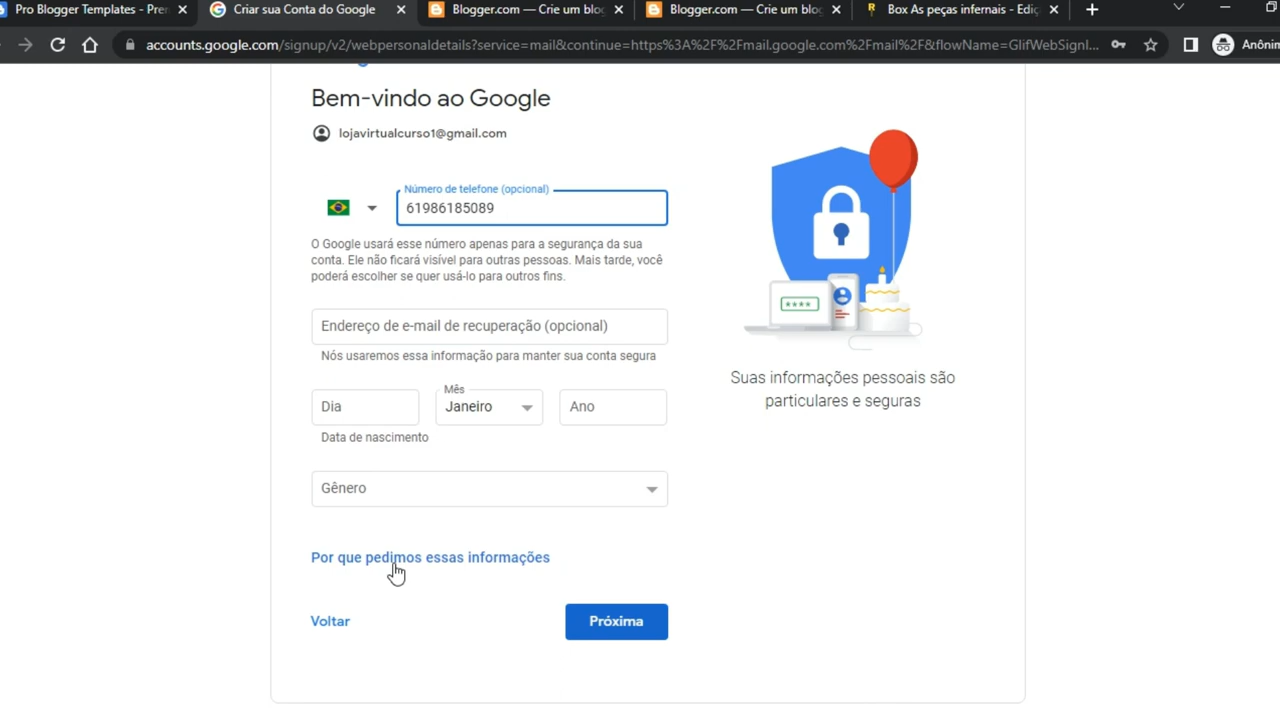 Pro Blogger Templates - Pre
Criar sua Conta do Google
Blogger.com — Crie um blog
Blogger.com — Crie um blog
Box As peças infernais - Ediç
accounts.google.com/signup/v2/webpersonaldetails?service=mail&continue=https%3A%2F%2Fmail.google.com%2Fmail%2F&flowName=GlifWebSignI...
Anônim
Bem-vindo ao Google
lojavirtualcurso1@gmail.com
Número de telefone (opcional)
61986185089
O Google usará esse número apenas para a segurança da sua
conta. Ele não ficará visível para outras pessoas. Mais tarde, você
poderá escolher se quer usá-lo para outros fins.
Endereço de e-mail de recuperação (opcional)
Nós usaremos essa informação para manter sua conta segura
Dia
Mês
Janeiro
Ano
Data de nascimento
Gênero
Por que pedimos essas informações
Voltar
Próxima
****
Suas informações pessoais são
particulares e seguras